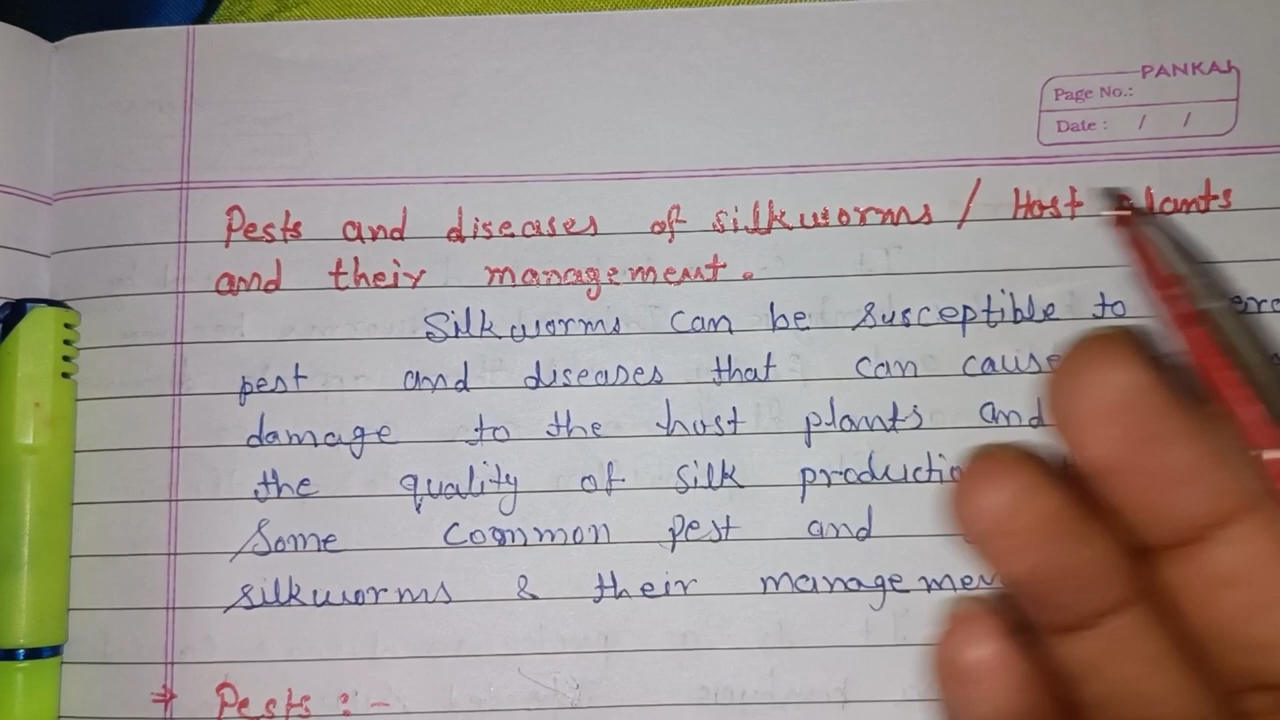 PANKAJ
Page No.:
Date : / /
Pests and diseases of silkworms / Host plants
and their management.
Silkworms can be susceptible to
pest and diseases that can cause
damage to the host plants and
the quality of silk
Some common pest and
silkworms & their
⇒ Pests : -